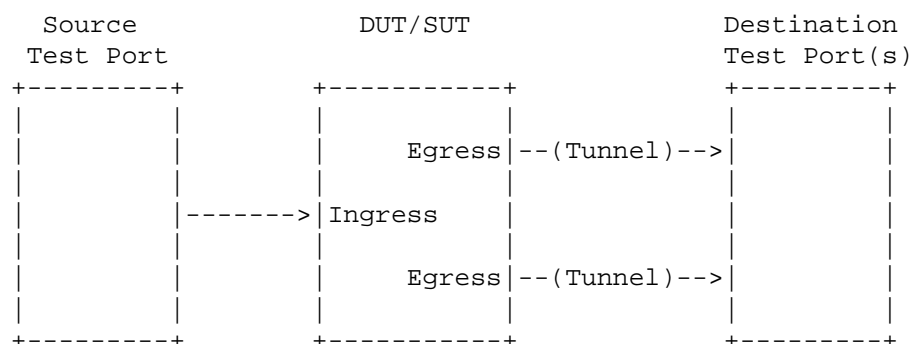 Source DUT/SUT Destination
Test Port Test Port(s)
Egress|--(Tunnel)-->|
|------->|Ingress
Egress|--(Tunnel)-->|